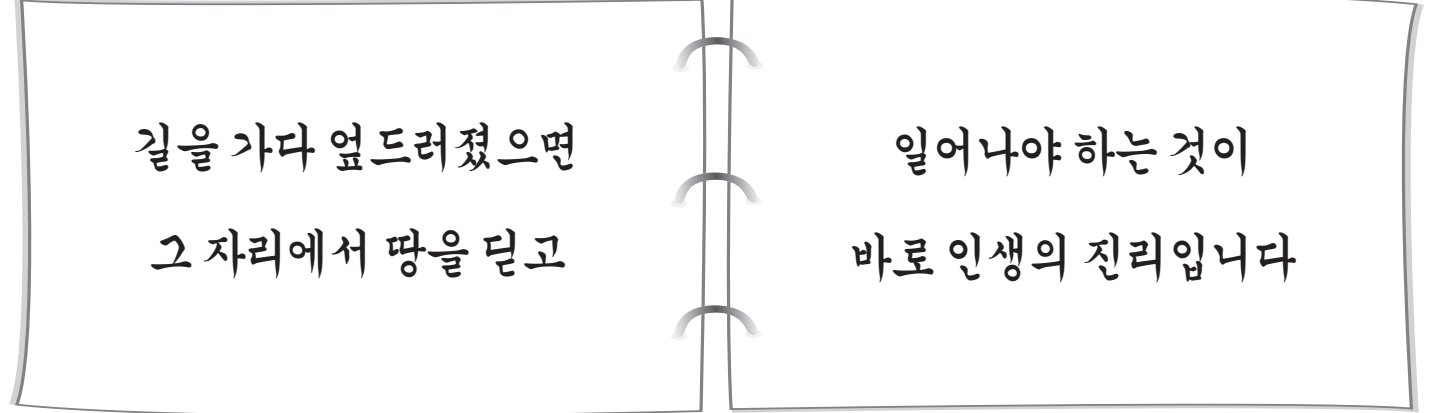 길을 가다 엎드러졌으면
그 자리에서 땅을 딛고
일어나야 하는 것이
바로 인생의 진리입니다